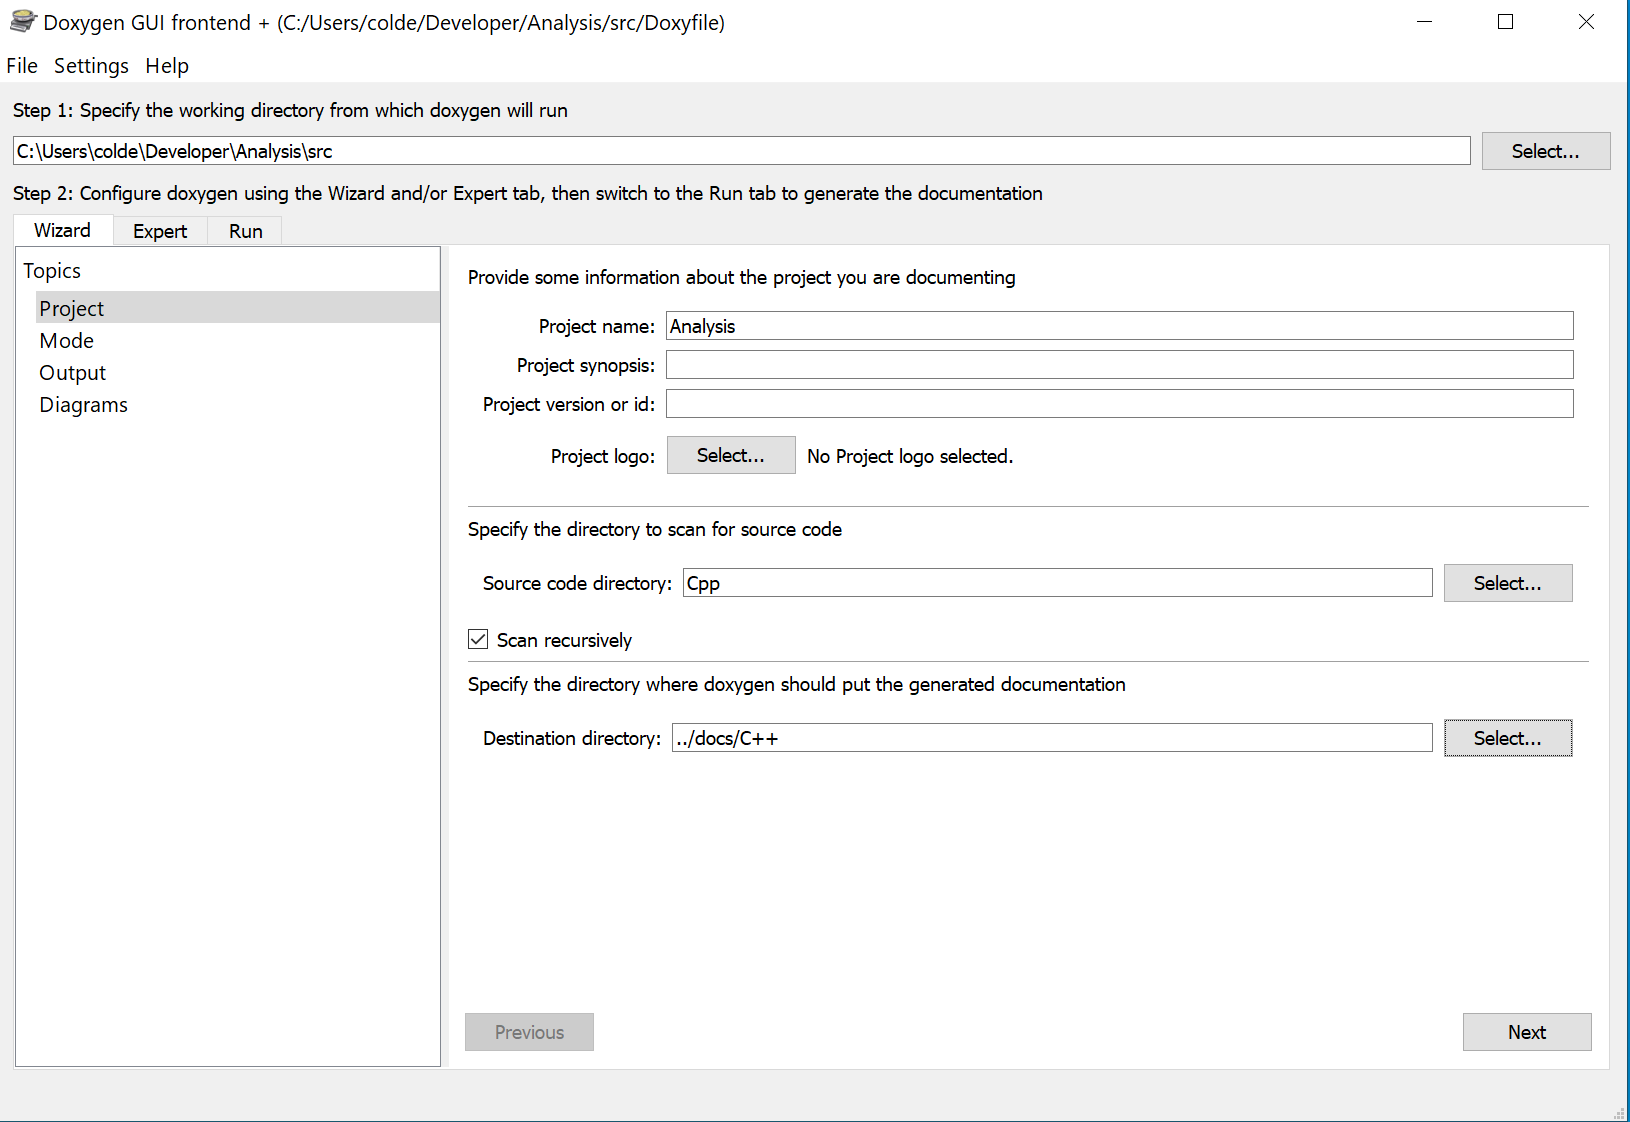 Doxygen GUI frontend + (C:/Users/colde/Developer/Analysis/src/Doxyfile)
File Settings Help
Step 1: Specify the working directory from which doxygen will run
C:\Users\colde\Developer\Analysis\src
Select...
Step 2: Configure doxygen using the Wizard and/or Expert tab, then switch to the Run tab to generate the documentation
Wizard Expert Run
Topics
Project
Mode
Output
Diagrams
Provide some information about the project you are documenting
Project name: Analysis
Project synopsis:
Project version or id:
Project logo: Select... No Project logo selected.
Specify the directory to scan for source code
Source code directory: Cpp Select...
Scan recursively
Specify the directory where doxygen should put the generated documentation
Destination directory: ../docs/C++ Select...
Previous Next